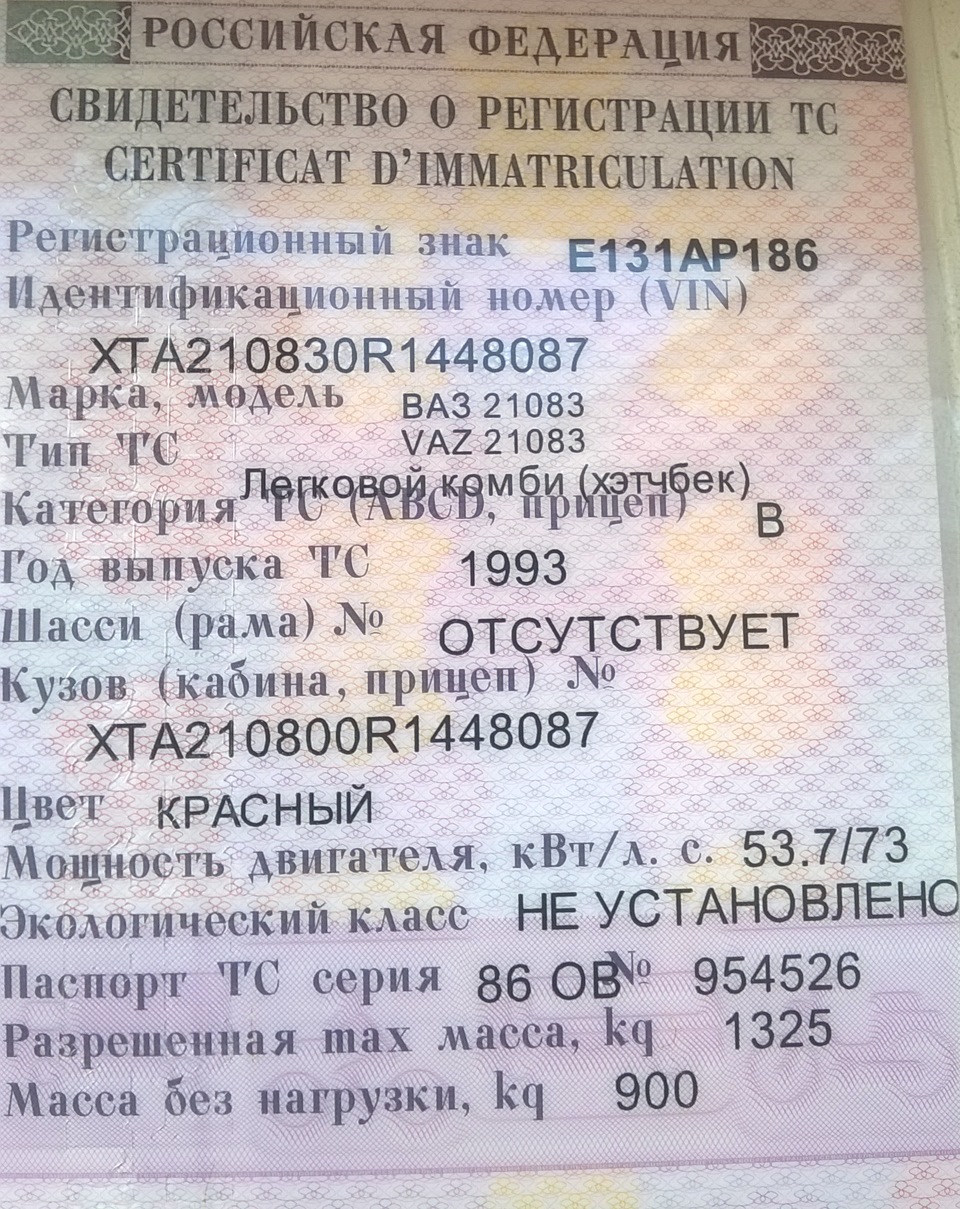 РОССИЙСКАЯ ФЕДЕРАЦИЯ
СВИДЕТЕЛЬСТВО О РЕГИСТРАЦИИ ТС
CERTIFICAT D'IMMATRICULATION
Регистрационный знак Е131АР186
Идентификационный номер (VIN)
XTA210830R1448087
Марка, модель ВАЗ 21083
VAZ 21083
Тип ТС
Легковой комби (хэтчбек)
Категория ТС (ABCD, прицеп) В
Год выпуска ТС 1993
Шасси (рама) № ОТСУТСТВУЕТ
Кузов (кабина, прицеп) №
XTA210800R1448087
Цвет КРАСНЫЙ
Мощность двигателя, кВт/л. с. 53.7/73
Экологический класс НЕ УСТАНОВЛЕНО
Паспорт ТС серия 86 ОВ № 954526
Разрешенная max масса, kq 1325
Масса без нагрузки, kq 900